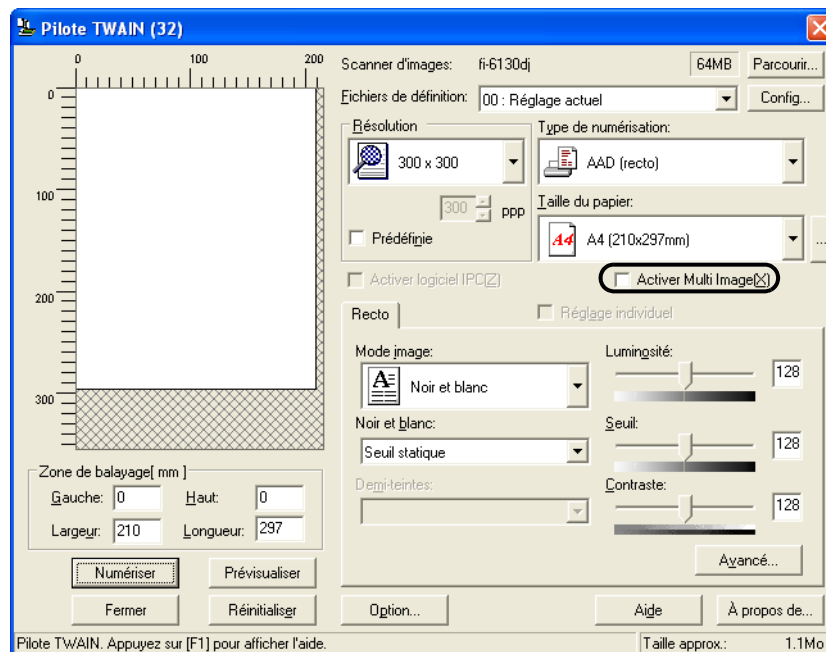 Pilote TWAIN (32)
0 100 200
0
100
200
300
Scanner d'images: fi-6130dj 64MB Parcourir...
Fichiers de définition: 00 : Réglage actuel Config...
Résolution
300 x 300
300 ppp
Prédéfinie
Type de numérisation:
AAD (recto)
Taille du papier:
A4 A4 (210x297mm) ...
Activer logiciel IPC(Z) Activer Multi Image(X)
Recto Réglage individuel
Mode image:
A Noir et blanc
Noir et blanc:
Seuil statique
Demi-teintes:
Luminosité:
128
Seuil:
128
Contraste:
128
Avancé...
Zone de balayage[ mm ]
Gauche: 0 Haut: 0
Largeur: 210 Longueur: 297
Numériser Prévisualiser
Fermer Réinitialiser Option... Aide À propos de...
Pilote TWAIN. Appuyez sur [F1] pour afficher l'aide. Taille approx.: 1.1Mo